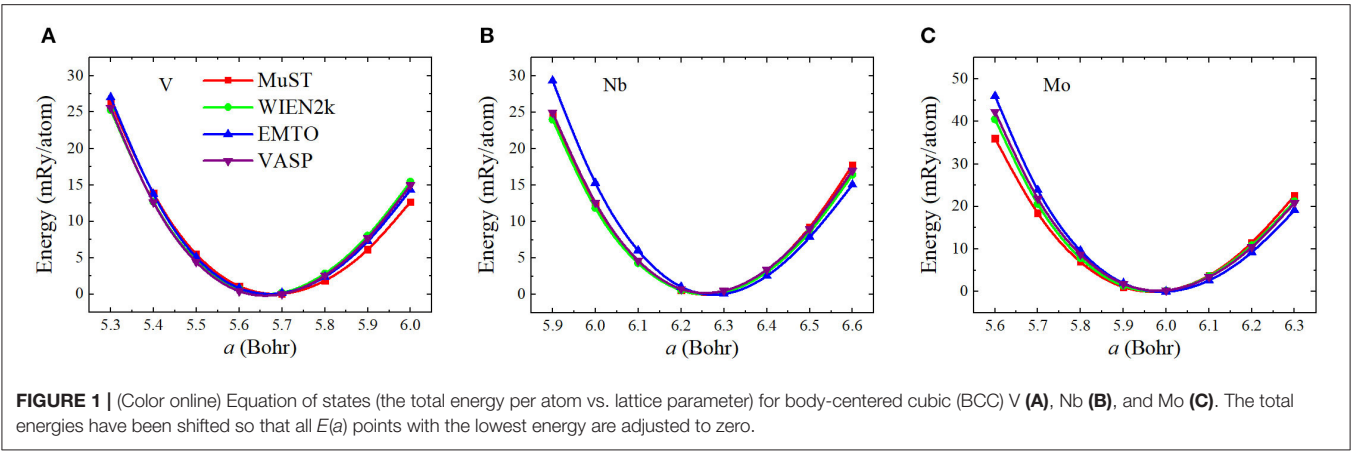 A
B
C
30
25
20
15
10
5
0
Energy (mRy/atom)
V
MuST
WIEN2k
EMTO
VASP
5.3 5.4 5.5 5.6 5.7 5.8 5.9 6.0
a (Bohr)
30
25
20
15
10
5
0
Energy (mRy/atom)
Nb
5.9 6.0 6.1 6.2 6.3 6.4 6.5 6.6
a (Bohr)
50
40
30
20
10
0
Energy (mRy/atom)
Mo
5.6 5.7 5.8 5.9 6.0 6.1 6.2 6.3
a (Bohr)
FIGURE 1 | (Color online) Equation of states (the total energy per atom vs. lattice parameter) for body-centered cubic (BCC) V (A), Nb (B), and Mo (C). The total
energies have been shifted so that all E(a) points with the lowest energy are adjusted to zero.